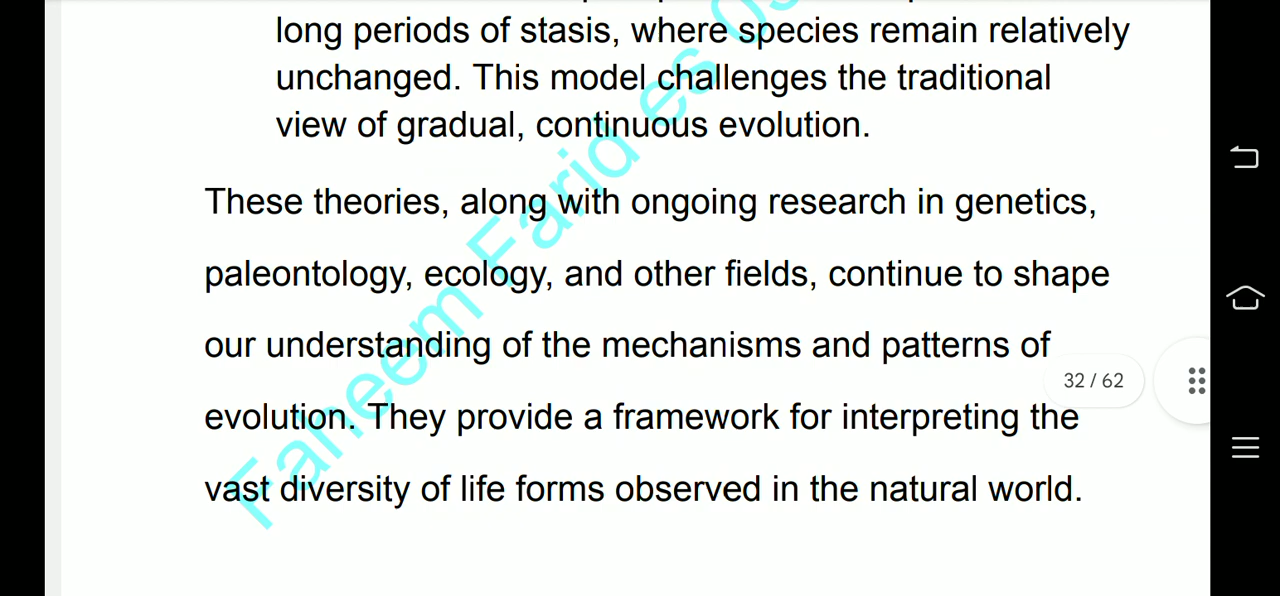 long periods of stasis, where species remain relatively
unchanged. This model challenges the traditional
view of gradual, continuous evolution.
These theories, along with ongoing research in genetics,
paleontology, ecology, and other fields, continue to shape
our understanding of the mechanisms and patterns of
evolution. They provide a framework for interpreting the
vast diversity of life forms observed in the natural world.
32 / 62
Faheem Farid es